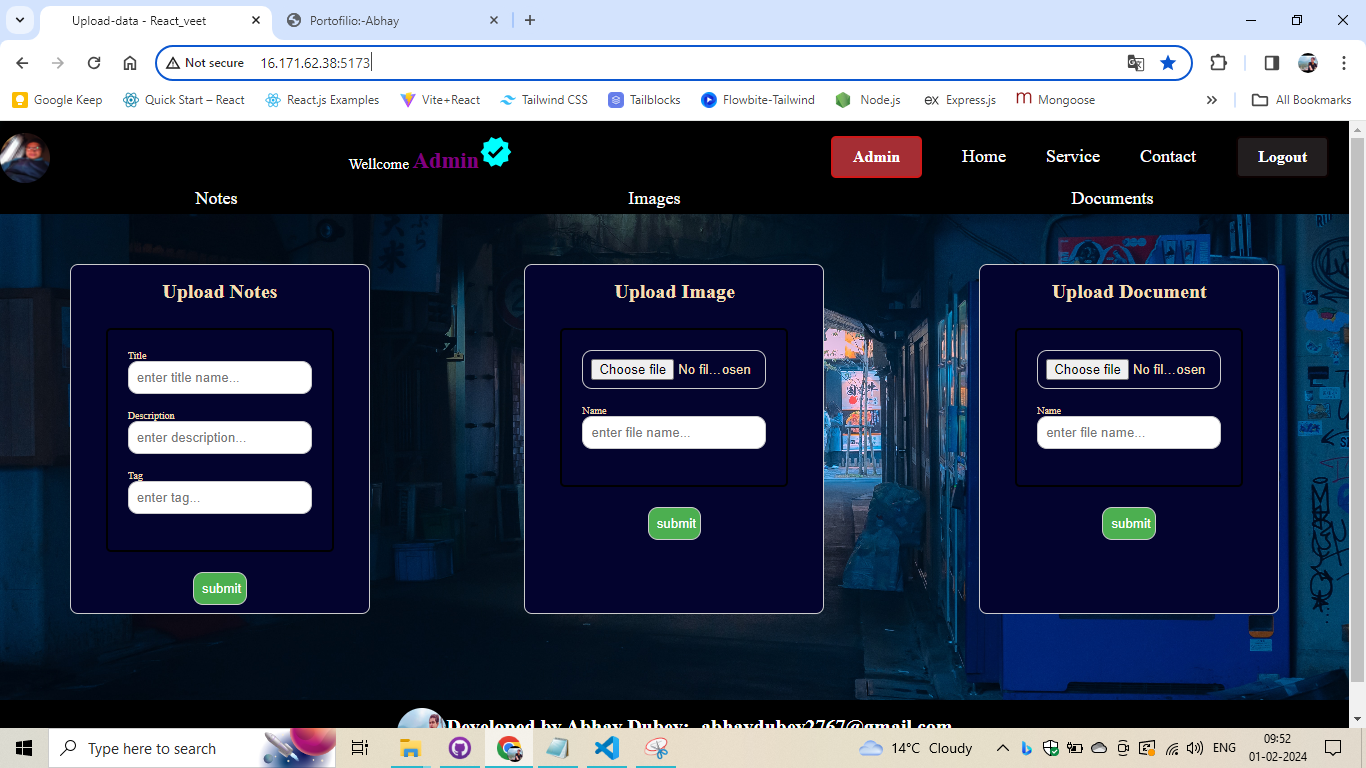 Upload-data - React_veet
Portofilio:-Abhay
Not secure 16.171.62.38:5173
Google Keep Quick Start – React React.js Examples Vite+React Tailwind CSS Tailblocks Flowbite-Tailwind Node.js ex Express.js Mongoose All Bookmarks
Wellcome Admin
Admin Home Service Contact Logout
Notes Images Documents
Upload Notes
Title
enter title name...
Description
enter description...
Tag
enter tag...
submit
Upload Image
Choose file No fil...osen
Name
enter file name...
submit
Upload Document
Choose file No fil...osen
Name
enter file name...
submit
Developed by Abhay Dubey:- abhaydubey2767@gmail.com
Type here to search
14°C Cloudy
ENG
09:52
01-02-2024